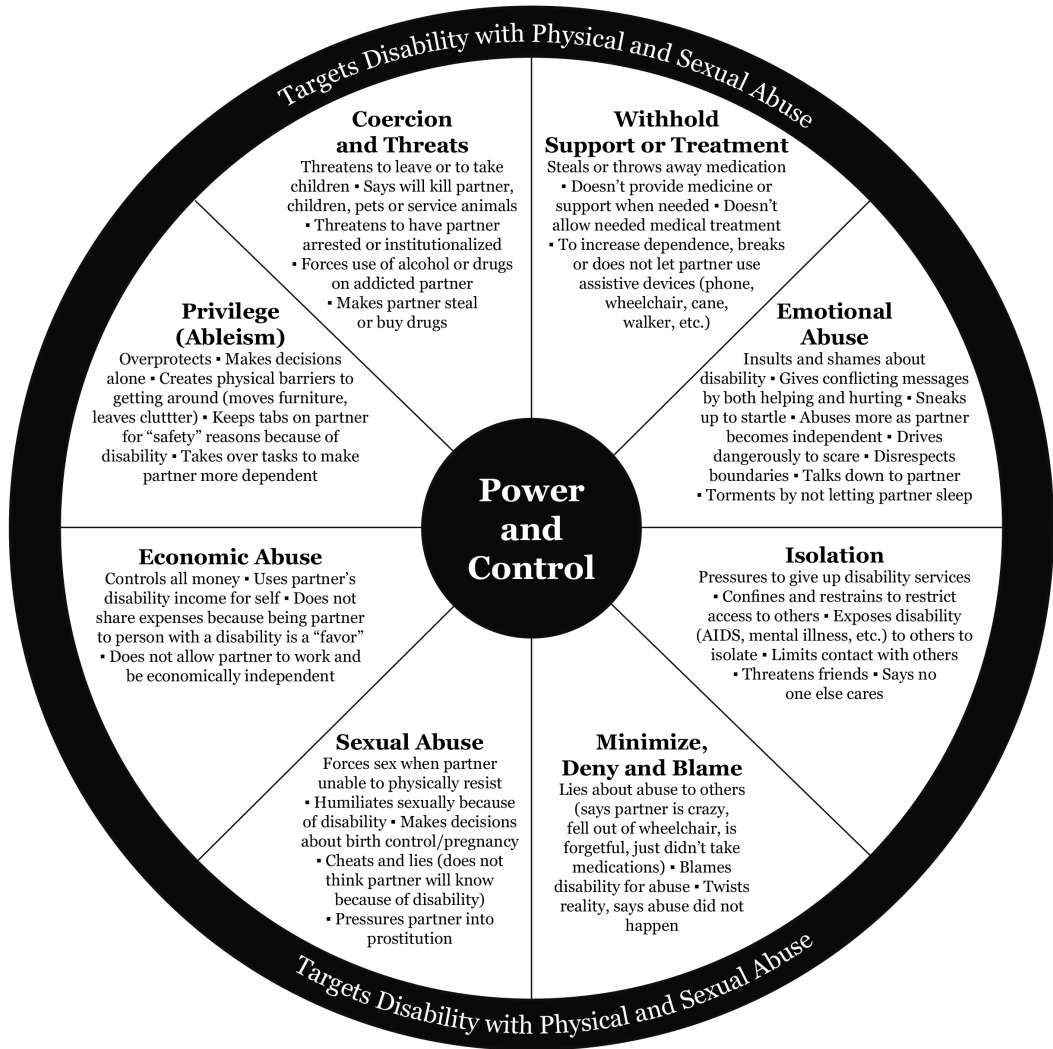 Targets Disability with Physical and Sexual Abuse
Coercion
and Threats
Threatens to leave or to take
children ▪ Says will kill partner,
children, pets or service animals
▪ Threatens to have partner
arrested or institutionalized
▪ Forces use of alcohol or drugs
on addicted partner
▪ Makes partner steal
or buy drugs
Withhold
Support or Treatment
Steals or throws away medication
▪ Doesn’t provide medicine or
support when needed ▪ Doesn’t
allow needed medical treatment
▪ To increase dependence, breaks
or does not let partner use
assistive devices (phone,
wheelchair, cane,
walker, etc.)
Privilege
(Ableism)
Overprotects ▪ Makes decisions
alone ▪ Creates physical barriers to
getting around (moves furniture,
leaves cluttter) ▪ Keeps tabs on partner
for “safety” reasons because of
disability ▪ Takes over tasks to make
partner more dependent
Emotional
Abuse
Insults and shames about
disability ▪ Gives conflicting messages
by both helping and hurting ▪ Sneaks
up to startle ▪ Abuses more as partner
becomes independent ▪ Drives
dangerously to scare ▪ Disrespects
boundaries ▪ Talks down to partner
▪ Torments by not letting partner sleep
Power
and
Control
Economic Abuse
Controls all money ▪ Uses partner’s
disability income for self ▪ Does not
share expenses because being partner
to person with a disability is a “favor”
▪ Does not allow partner to work and
be economically independent
Isolation
Pressures to give up disability services
▪ Confines and restrains to restrict
access to others ▪ Exposes disability
(AIDS, mental illness, etc.) to others to
isolate ▪ Limits contact with others
▪ Threatens friends ▪ Says no
one else cares
Sexual Abuse
Forces sex when partner
unable to physically resist
▪ Humiliates sexually because
of disability ▪ Makes decisions
about birth control/pregnancy
▪ Cheats and lies (does not
think partner will know
because of disability)
▪ Pressures partner into
prostitution
Minimize,
Deny and Blame
Lies about abuse to others
(says partner is crazy,
fell out of wheelchair, is
forgetful, just didn’t take
medications) ▪ Blames
disability for abuse ▪ Twists
reality, says abuse did not
happen
Targets Disability with Physical and Sexual Abuse